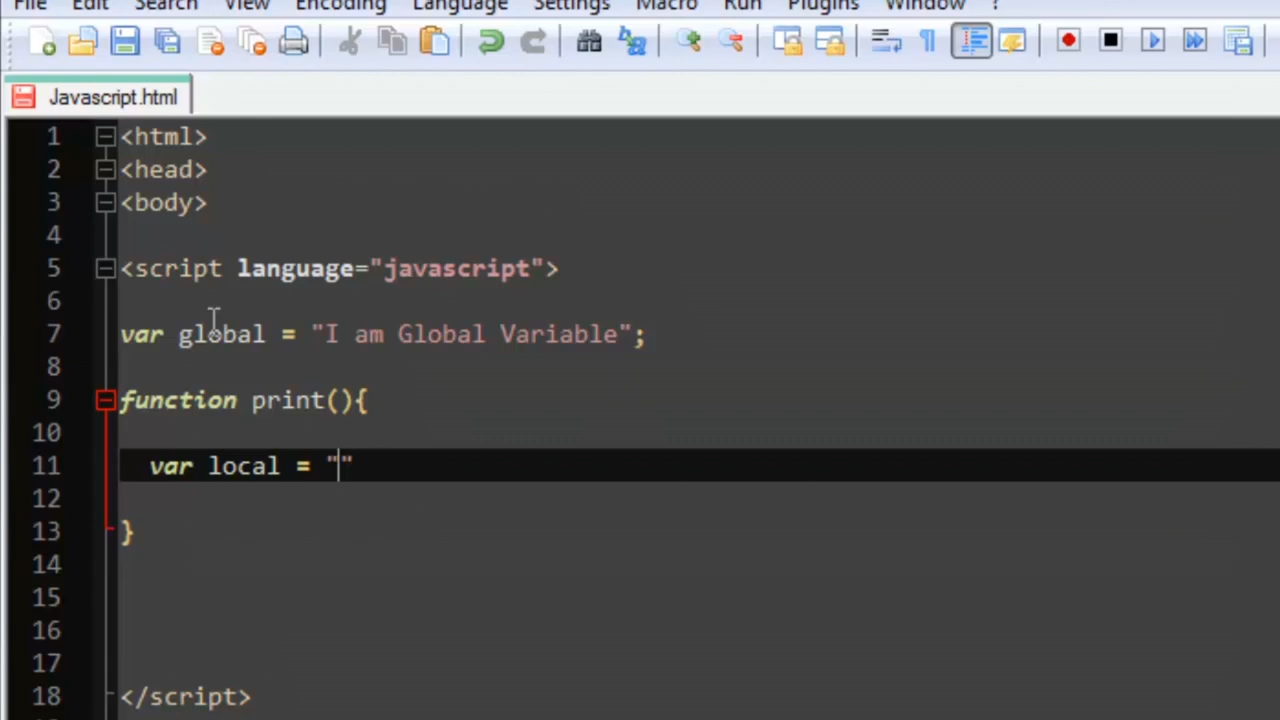 File Edit Search View Encoding Language Settings Macro Run Plugins Window ?
Javascript.html
1 <html>
2 <head>
3 <body>
4
5 <script language="javascript">
6
7 var global = "I am Global Variable";
8
9 function print(){
10
11 var local = ""
12
13 }
14
15
16
17
18 </script>